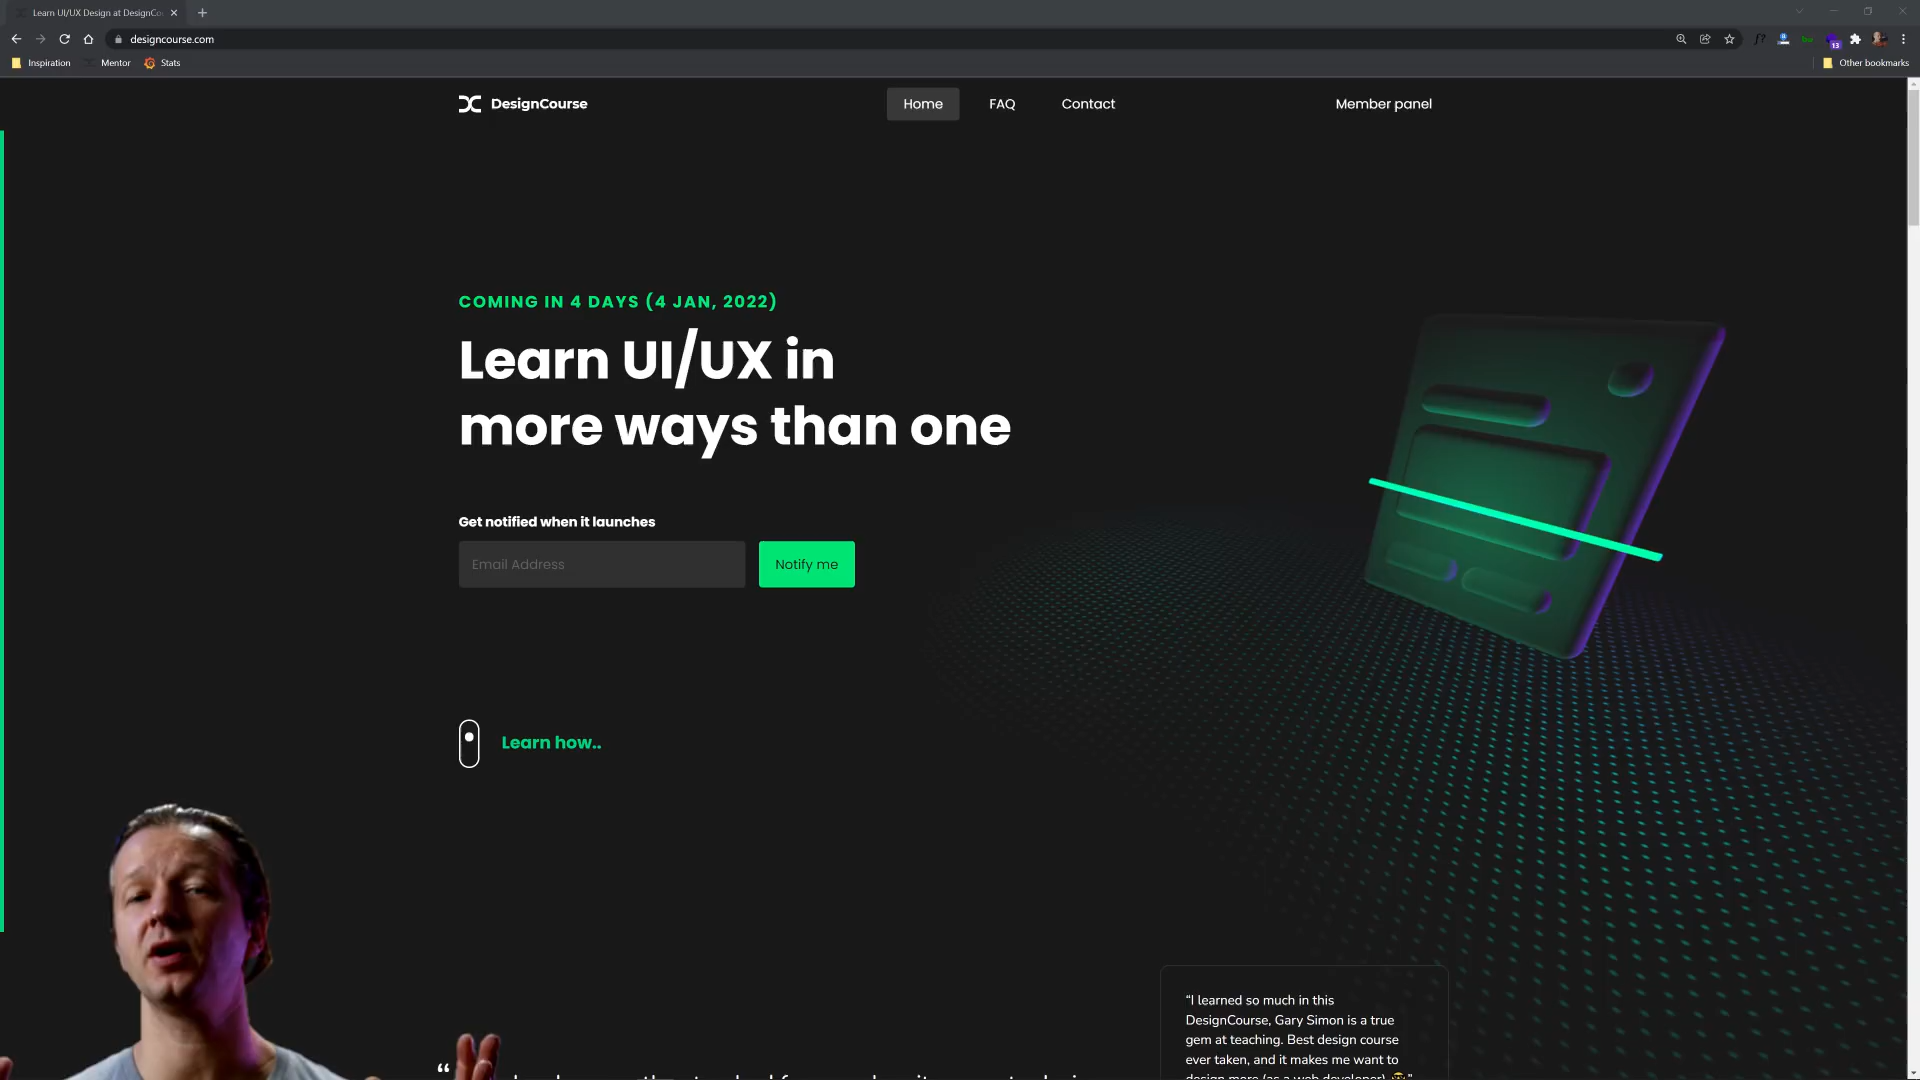 Learn UI/UX Design at DesignCo
designcourse.com
Inspiration
Mentor
Stats
13
Other bookmarks
DesignCourse
Home
FAQ
Contact
Member panel
COMING IN 4 DAYS (4 JAN, 2022)
Learn UI/UX in
more ways than one
Get notified when it launches
Email Address
Notify me
Learn how..
“I learned so much in this
DesignCourse, Gary Simon is a true
gem at teaching. Best design course
ever taken, and it makes me want to
design more (as a web developer) 🤓”
“